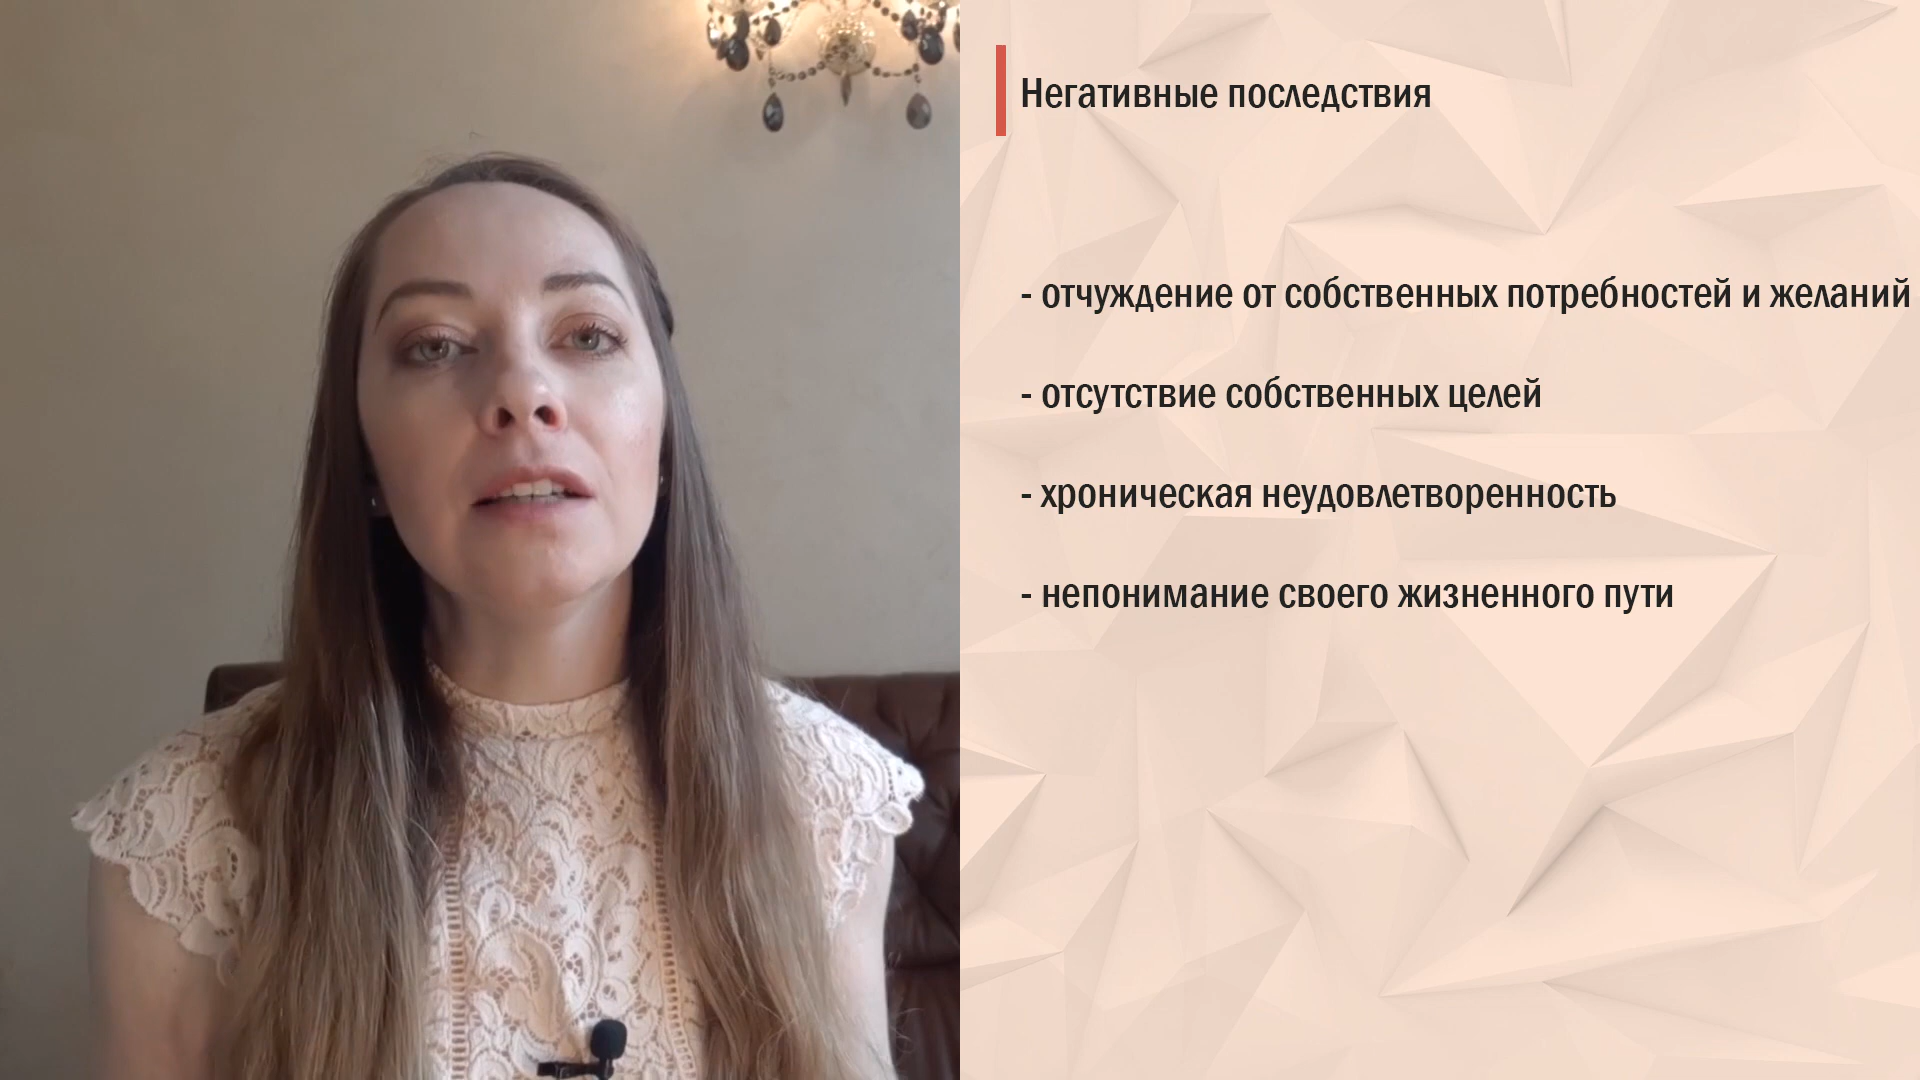 Негативные последствия
- отчуждение от собственных потребностей и желаний
- отсутствие собственных целей
- хроническая неудовлетворенность
- непонимание своего жизненного пути